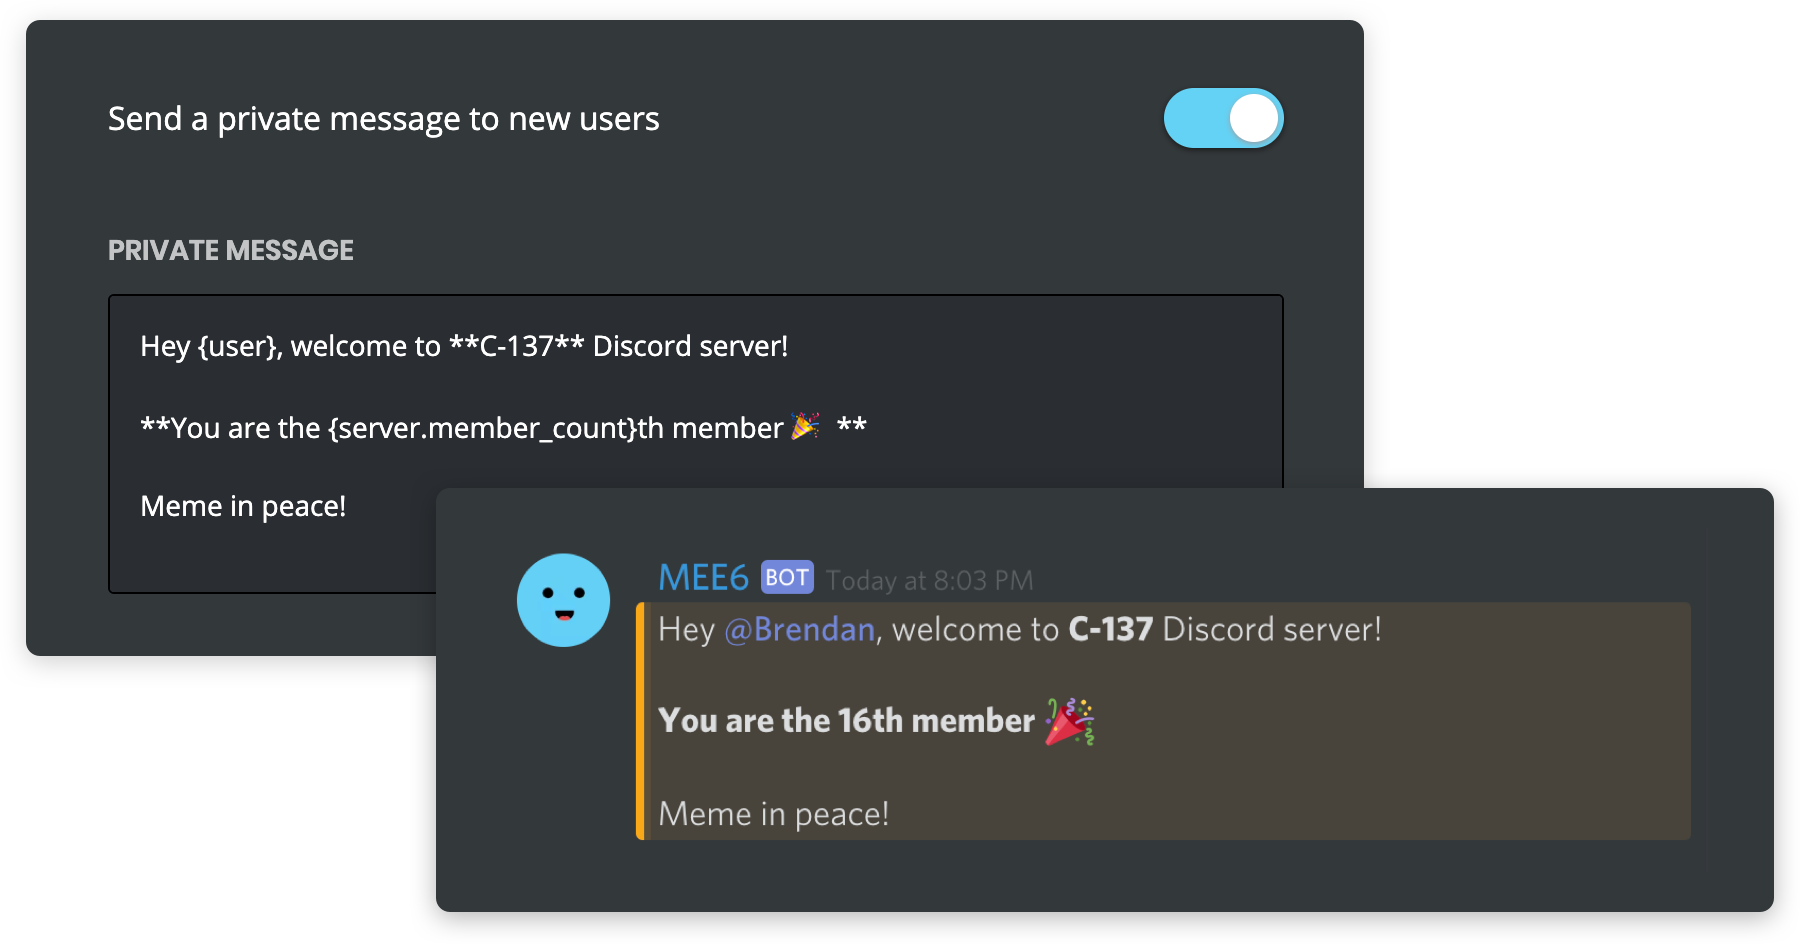 Send a private message to new users
PRIVATE MESSAGE
Hey {user}, welcome to **C-137** Discord server!
**You are the {server.member_count}th member 🎉 **
Meme in peace!
MEE6 BOT Today at 8:03 PM
Hey @Brendan, welcome to C-137 Discord server!
You are the 16th member 🎉
Meme in peace!